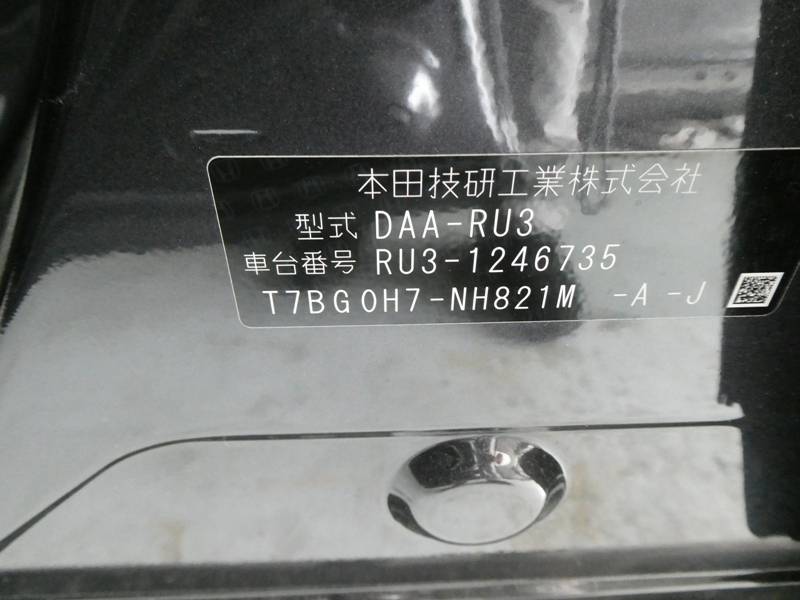 本田技研工業株式会社
型式 DAA-RU3
車台番号 RU3-1246735
T7BG0H7-NH821M -A -J